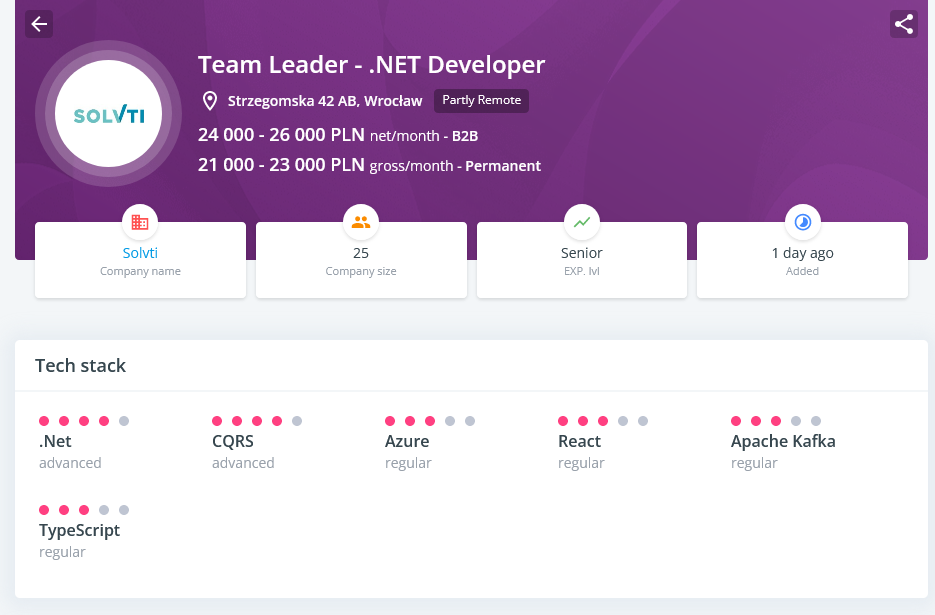 Team Leader - .NET Developer
SOLVTI
Strzegomska 42 AB, Wrocław Partly Remote
24 000 - 26 000 PLN net/month - B2B
21 000 - 23 000 PLN gross/month - Permanent
Solvti 25 Senior 1 day ago
Company name Company size EXP. lvl Added
Tech stack
.Net CQRS Azure React Apache Kafka
advanced advanced regular regular regular
TypeScript
regular